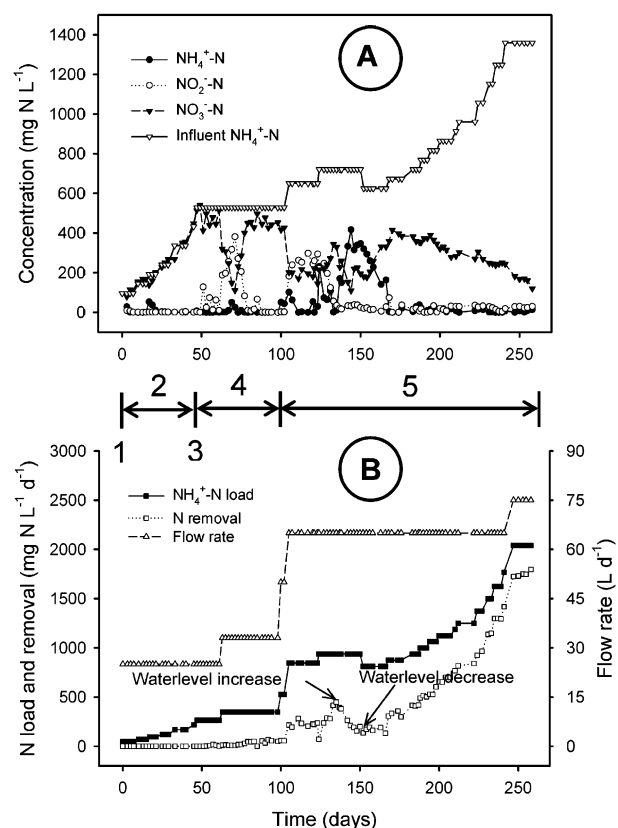 A
NH₄⁺-N
NO₂⁻-N
NO₃⁻-N
Influent NH₄⁺-N
Concentration (mg N L⁻¹)
1400
1200
1000
800
600
400
200
0
0 50 100 150 200 250
2 4 5
1 3
B
NH₄⁺-N load
N removal
Flow rate
N load and removal (mg N L⁻¹ d⁻¹)
3000
2500
2000
1500
1000
500
0
Flow rate (L d⁻¹)
90
75
60
45
30
15
0
Waterlevel increase
Waterlevel decrease
0 50 100 150 200 250
Time (days)